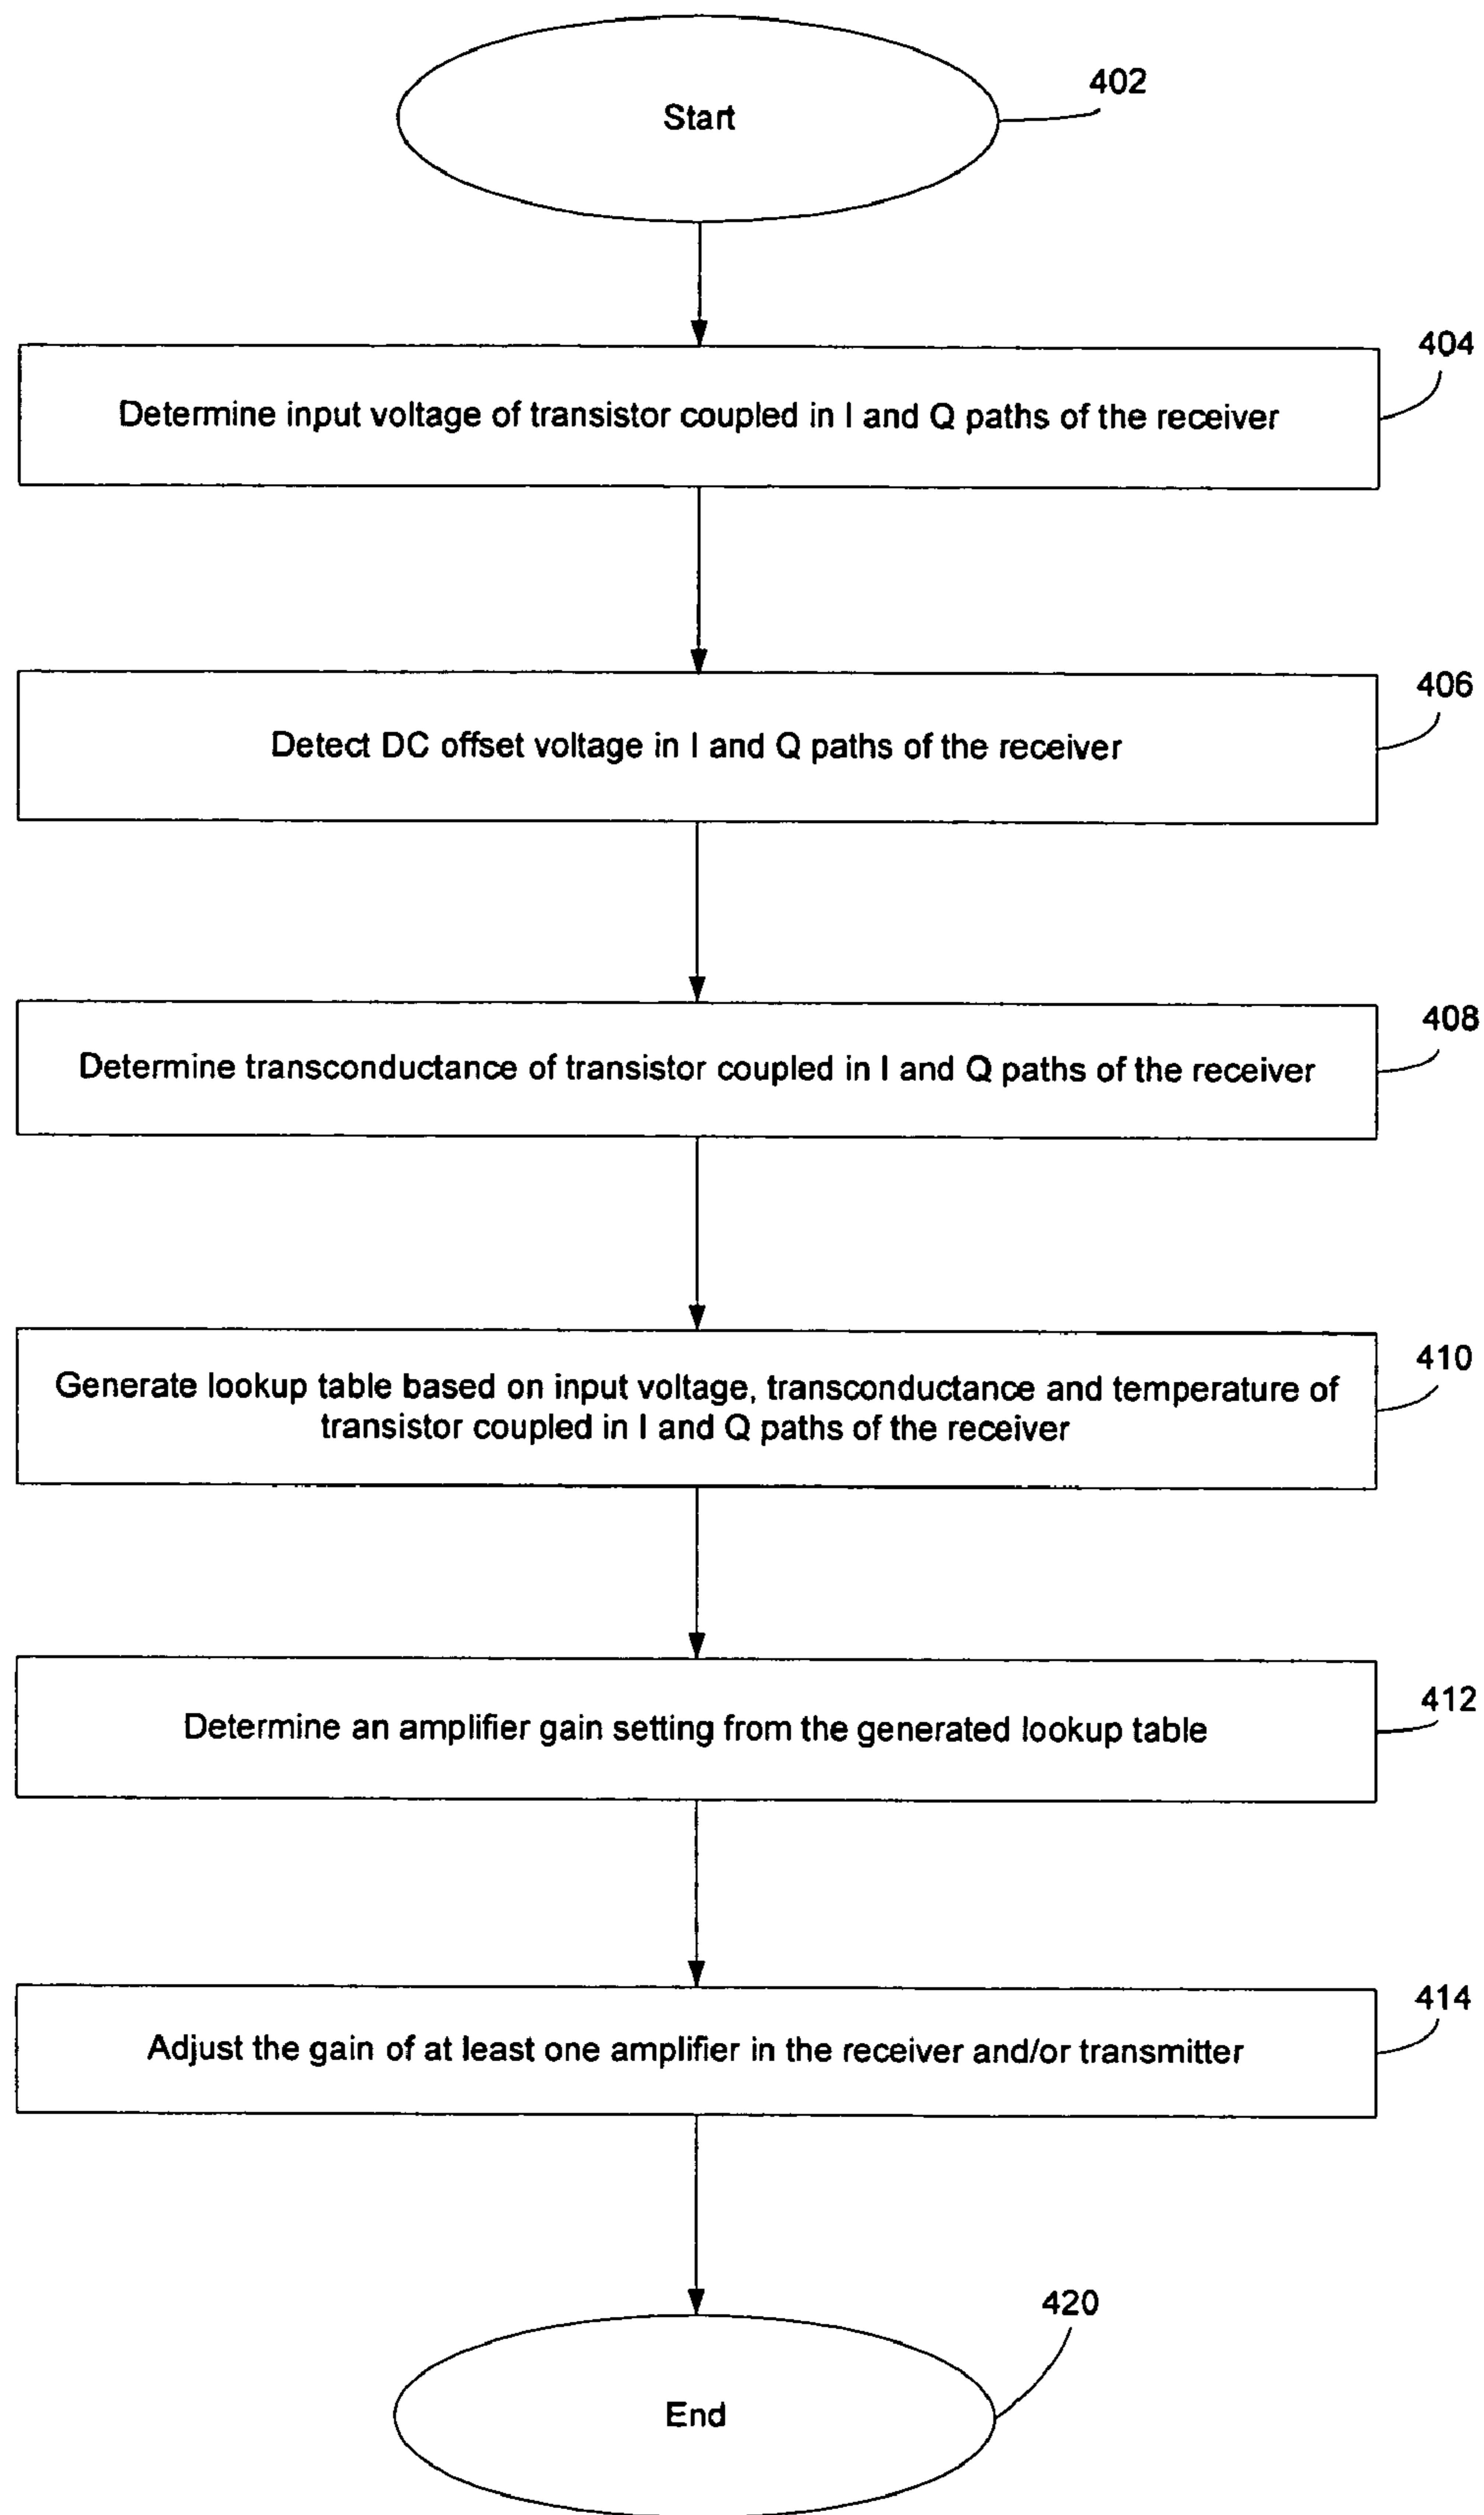 402
Start
404
Determine input voltage of transistor coupled in I and Q paths of the receiver
406
Detect DC offset voltage in I and Q paths of the receiver
408
Determine transconductance of transistor coupled in I and Q paths of the receiver
410
Generate lookup table based on input voltage, transconductance and temperature of
transistor coupled in I and Q paths of the receiver
412
Determine an amplifier gain setting from the generated lookup table
414
Adjust the gain of at least one amplifier in the receiver and/or transmitter
420
End